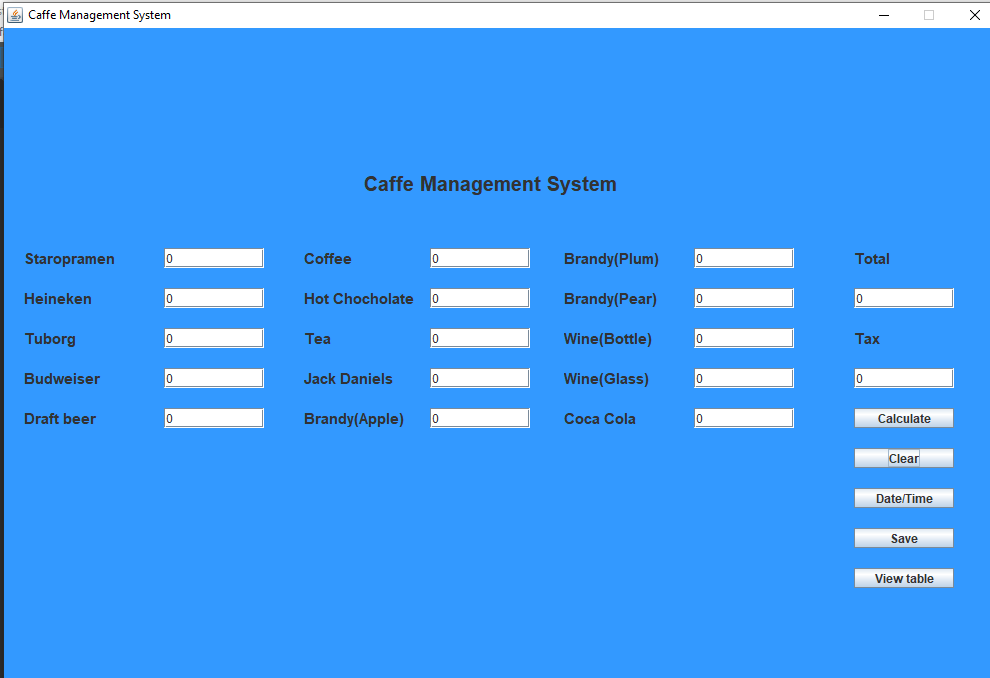 Caffe Management System
Caffe Management System
Staropramen 0 Coffee 0 Brandy(Plum) 0 Total
Heineken 0 Hot Chocholate 0 Brandy(Pear) 0 0
Tuborg 0 Tea 0 Wine(Bottle) 0 Tax
Budweiser 0 Jack Daniels 0 Wine(Glass) 0 0
Draft beer 0 Brandy(Apple) 0 Coca Cola 0 Calculate
Clear
Date/Time
Save
View table